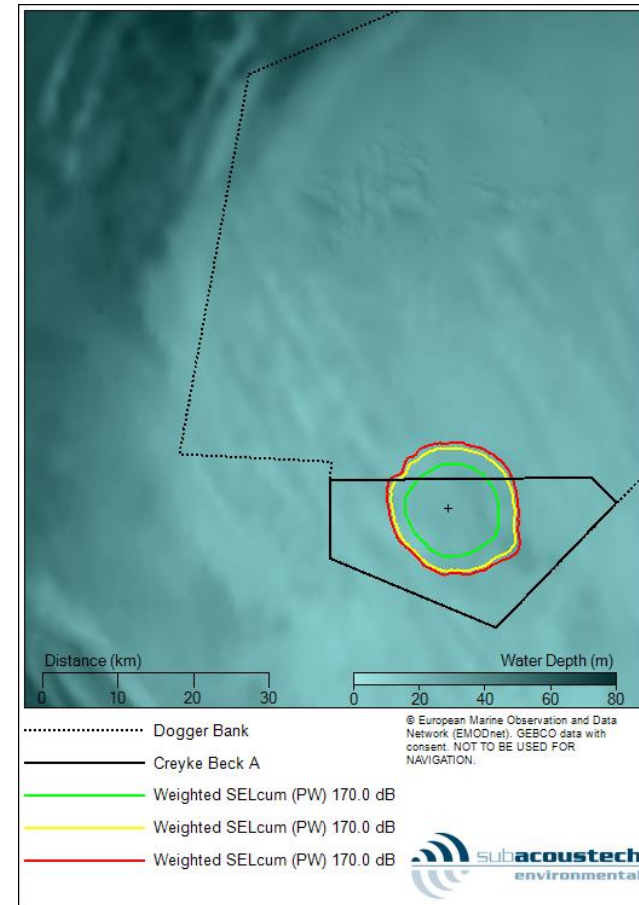 Distance (km)
0 10 20 30
Water Depth (m)
0 20 40 60 80
Dogger Bank
Creyke Beck A
Weighted SELcum (PW) 170.0 dB
Weighted SELcum (PW) 170.0 dB
Weighted SELcum (PW) 170.0 dB
© European Marine Observation and Data
Network (EMODnet). GEBCO data with
consent. NOT TO BE USED FOR
NAVIGATION.
subacoustech
environmental